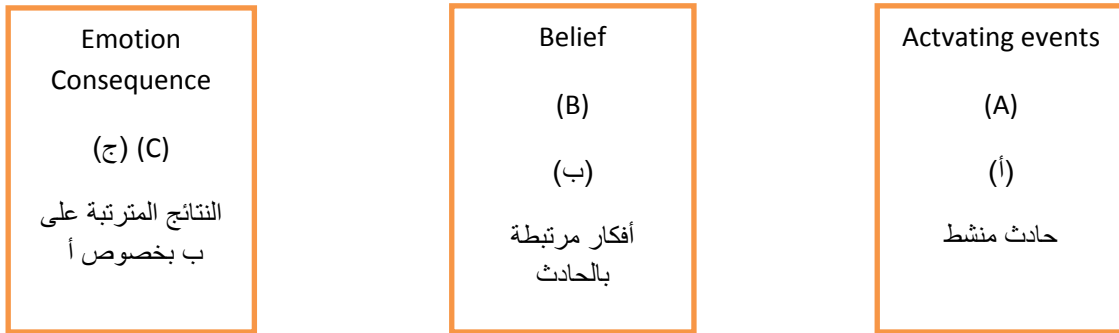 Actvating events
(A)
(أ)
حادث منشط
Belief
(B)
(ب)
أفكار مرتبطة
بالحادث
Emotion
Consequence
(ج) (C)
النتائج المترتبة على
ب بخصوص أ